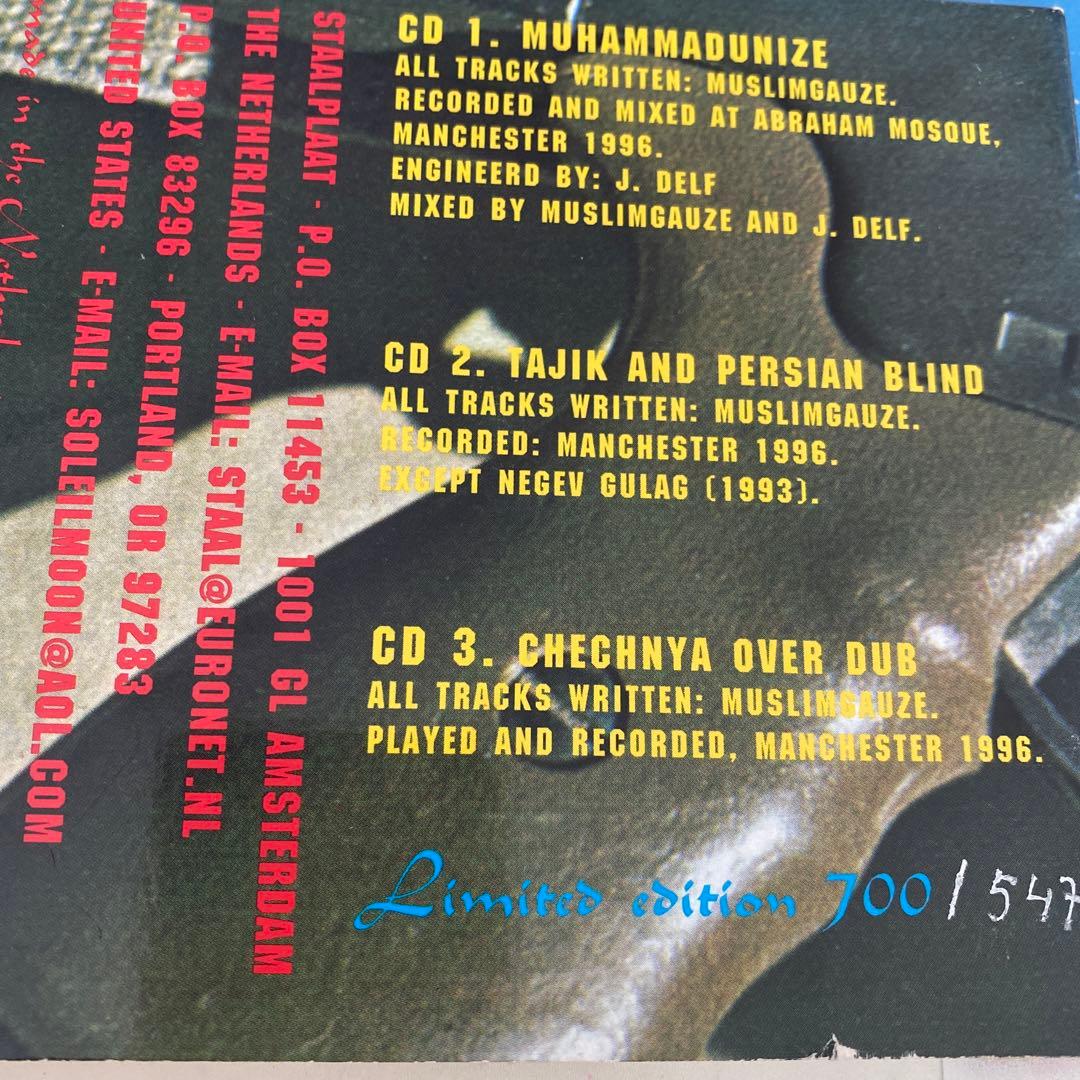 CD 1. MUHAMMADUNIZE
ALL TRACKS WRITTEN: MUSLIMGAUZE.
RECORDED AND MIXED AT ABRAHAM MOSQUE,
MANCHESTER 1996.
ENGINEERD BY: J. DELF
MIXED BY MUSLIMGAUZE AND J. DELF.
CD 2. TAJIK AND PERSIAN BLIND
ALL TRACKS WRITTEN: MUSLIMGAUZE.
RECORDED: MANCHESTER 1996.
EXCEPT NEGEV GULAG (1993).
CD 3. CHECHNYA OVER DUB
ALL TRACKS WRITTEN: MUSLIMGAUZE.
PLAYED AND RECORDED, MANCHESTER 1996.
Limited edition 700 / 547
STAALPLAAT - P.O. BOX 11453 - 1001 GL AMSTERDAM
THE NETHERLANDS - E-MAIL: STAAL@EURONET.NL
P.O. BOX 83296 - PORTLAND, OR 97283
UNITED STATES - E-MAIL: SOLEILMOON@AOL.COM
made in the